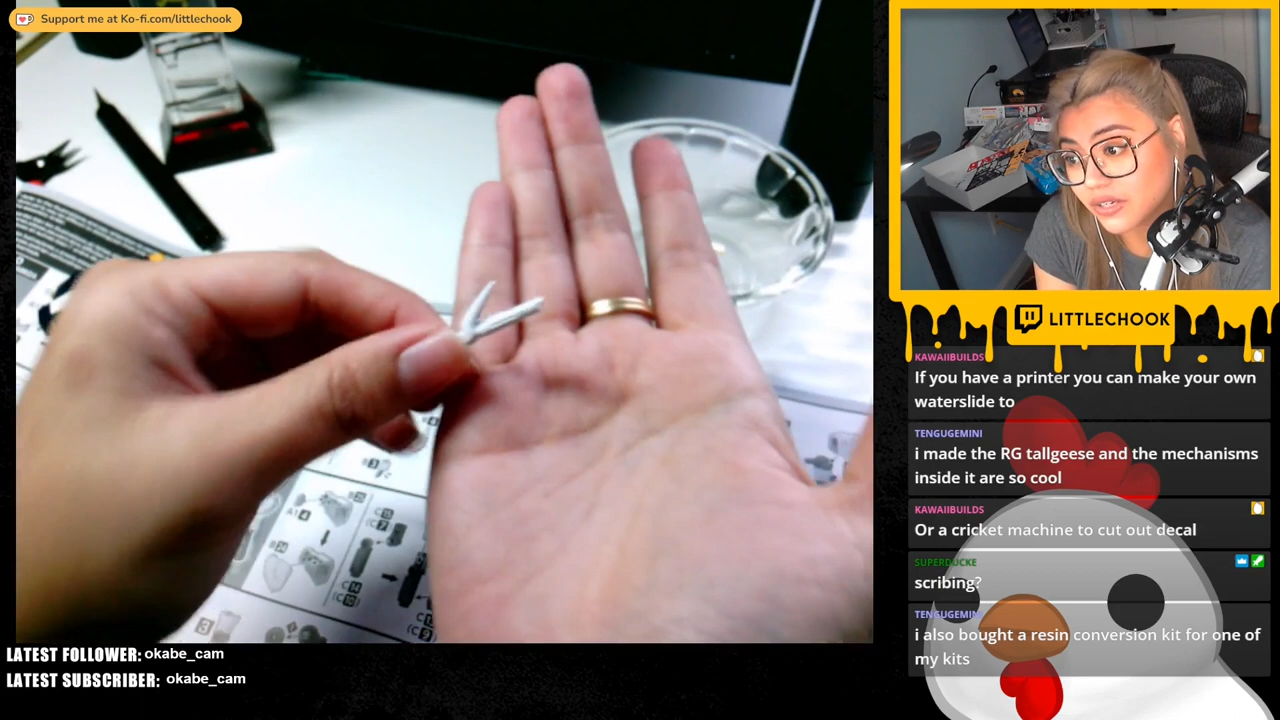 Support me at Ko-fi.com/littlechook
LITTLECHOOK
KAWAIIBUILDS
If you have a printer you can make your own
waterslide to
TENGUGEMINI
i made the RG tallgeese and the mechanisms
inside it are so cool
KAWAIIBUILDS
Or a cricket machine to cut out decal
SUPERDUCKE
scribing?
TENGUGEMINI
i also bought a resin conversion kit for one of
my kits
LATEST FOLLOWER: okabe_cam
LATEST SUBSCRIBER: okabe_cam